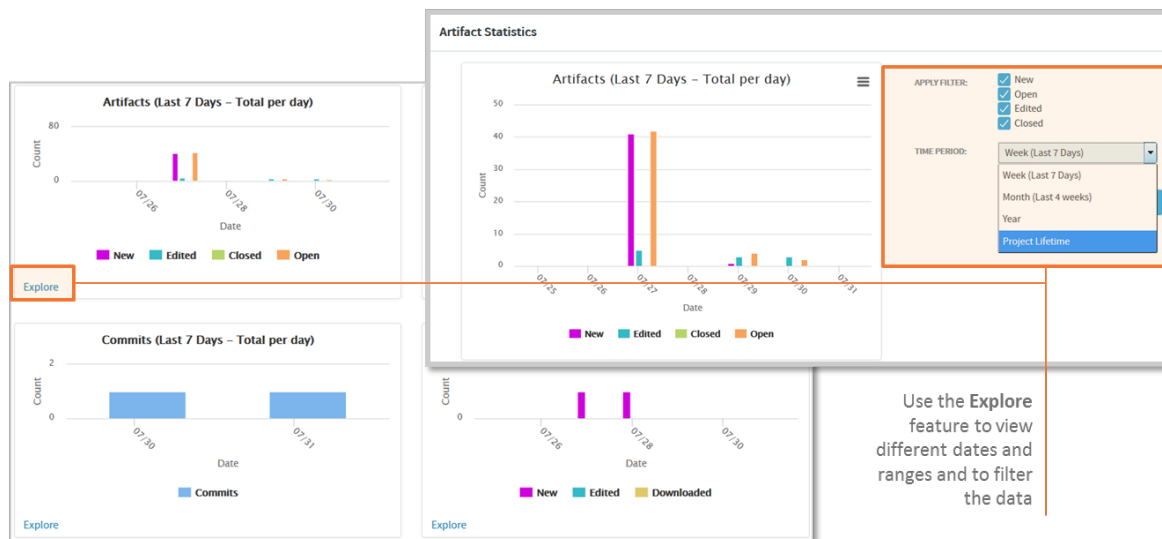 Artifact Statistics
Artifacts (Last 7 Days – Total per day)
50
40
30
20
10
0
Count
07/25
07/26
07/27
07/28
07/29
07/30
07/31
Date
New Edited Closed Open
APPLY FILTER:
New
Open
Edited
Closed
TIME PERIOD:
Week (Last 7 Days)
Week (Last 7 Days)
Month (Last 4 weeks)
Year
Project Lifetime
Artifacts (Last 7 Days – Total per day)
80
0
Count
07/26
07/28
07/30
Date
New Edited Closed Open
Explore
Commits (Last 7 Days – Total per day)
2
0
Count
07/30
07/31
Date
Commits
Explore
Count
0
07/26
07/28
07/30
Date
New Edited Downloaded
Explore
Use the Explore
feature to view
different dates and
ranges and to filter
the data